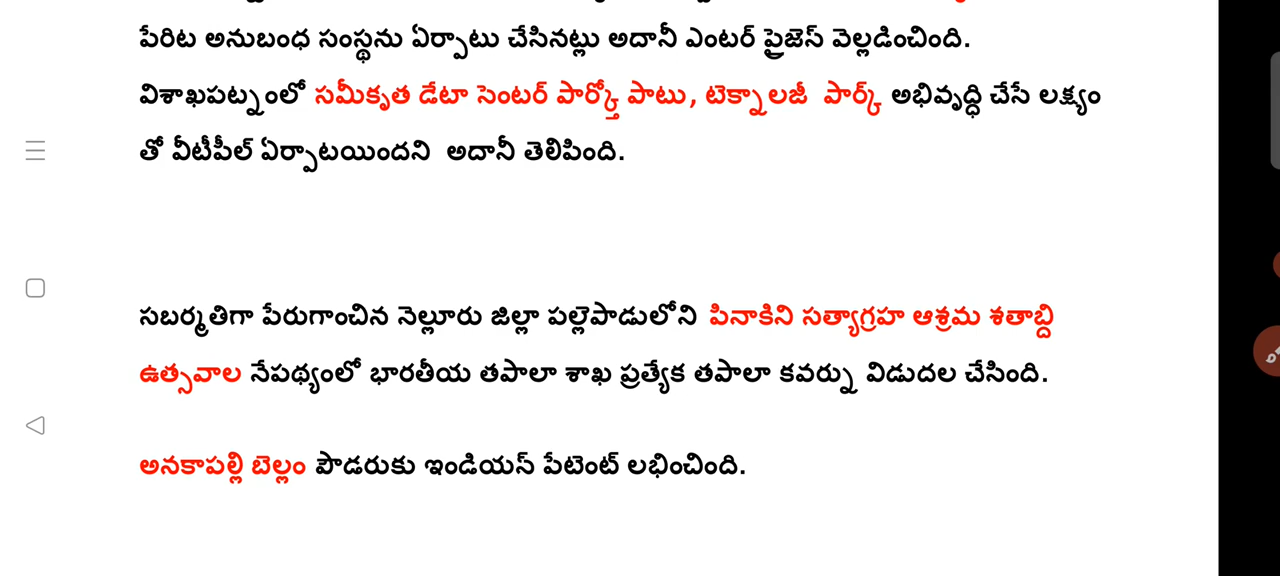 పేరిట అనుబంధ సంస్థను ఏర్పాటు చేసినట్లు అదానీ ఎంటర్ ప్రైజెస్ వెల్లడించింది.
విశాఖపట్నంలో సమీకృత డేటా సెంటర్ పార్క్తో పాటు, టెక్నాలజీ పార్క్ అభివృద్ధి చేసే లక్ష్యం
తో వీటీపీల్ ఏర్పాటయిందని అదానీ తెలిపింది.
సబర్మతిగా పేరుగాంచిన నెల్లూరు జిల్లా పల్లెపాడులోని పినాకిని సత్యాగ్రహ ఆశ్రమ శతాబ్ది
ఉత్సవాల నేపథ్యంలో భారతీయ తపాలా శాఖ ప్రత్యేక తపాలా కవర్ను విడుదల చేసింది.
అనకాపల్లి బెల్లం పౌడరుకు ఇండియన్ పేటెంట్ లభించింది.